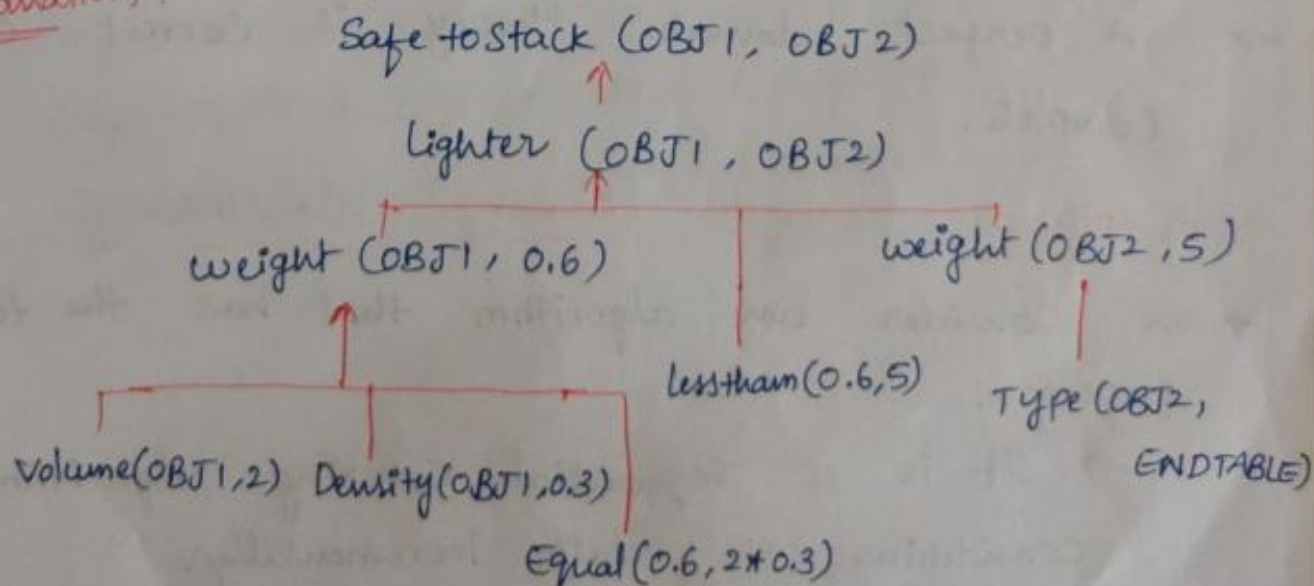 Safe to Stack (OBJ1, OBJ2)
Lighter (OBJ1, OBJ2)
weight (OBJ1, 0.6)
weight (OBJ2, 5)
lessthan (0.6, 5)
Type (OBJ2,
ENDTABLE)
Volume (OBJ1, 2) Density (OBJ1, 0.3)
Equal (0.6, 2*0.3)